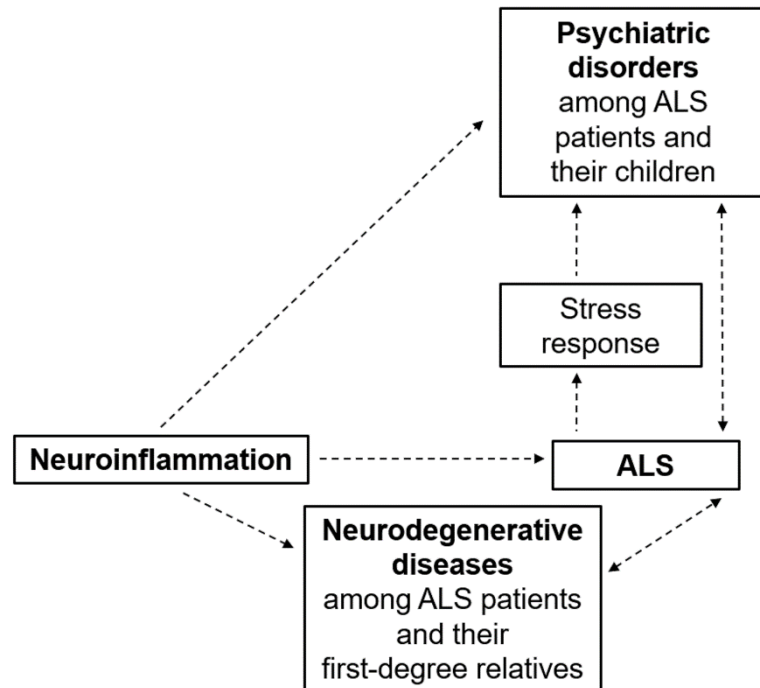 Psychiatric
disorders
among ALS
patients and
their children
Stress
response
Neuroinflammation
ALS
Neurodegenerative
diseases
among ALS patients
and their
first-degree relatives